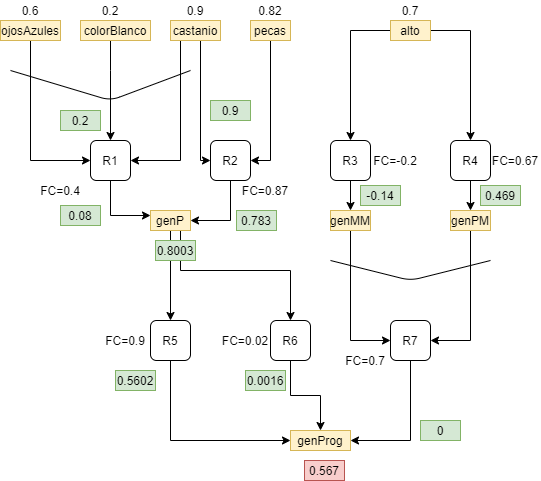 0.6
0.2
0.9
0.82
0.7
ojosAzules
colorBlanco
castanio
pecas
alto
0.2
0.9
R1
R2
R3
FC=-0.2
R4
FC=0.67
FC=0.4
FC=0.87
0.08
genP
0.783
-0.14
0.469
genMM
genPM
0.8003
FC=0.9
R5
FC=0.02
R6
R7
FC=0.7
0.5602
0.0016
0
genProg
0.567